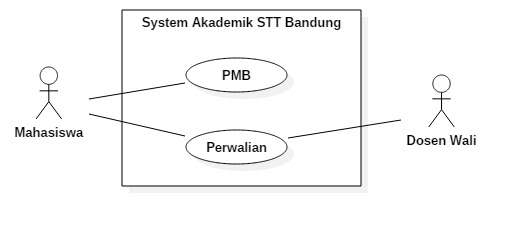 System Akademik STT Bandung
PMB
Mahasiswa
Perwalian
Dosen Wali